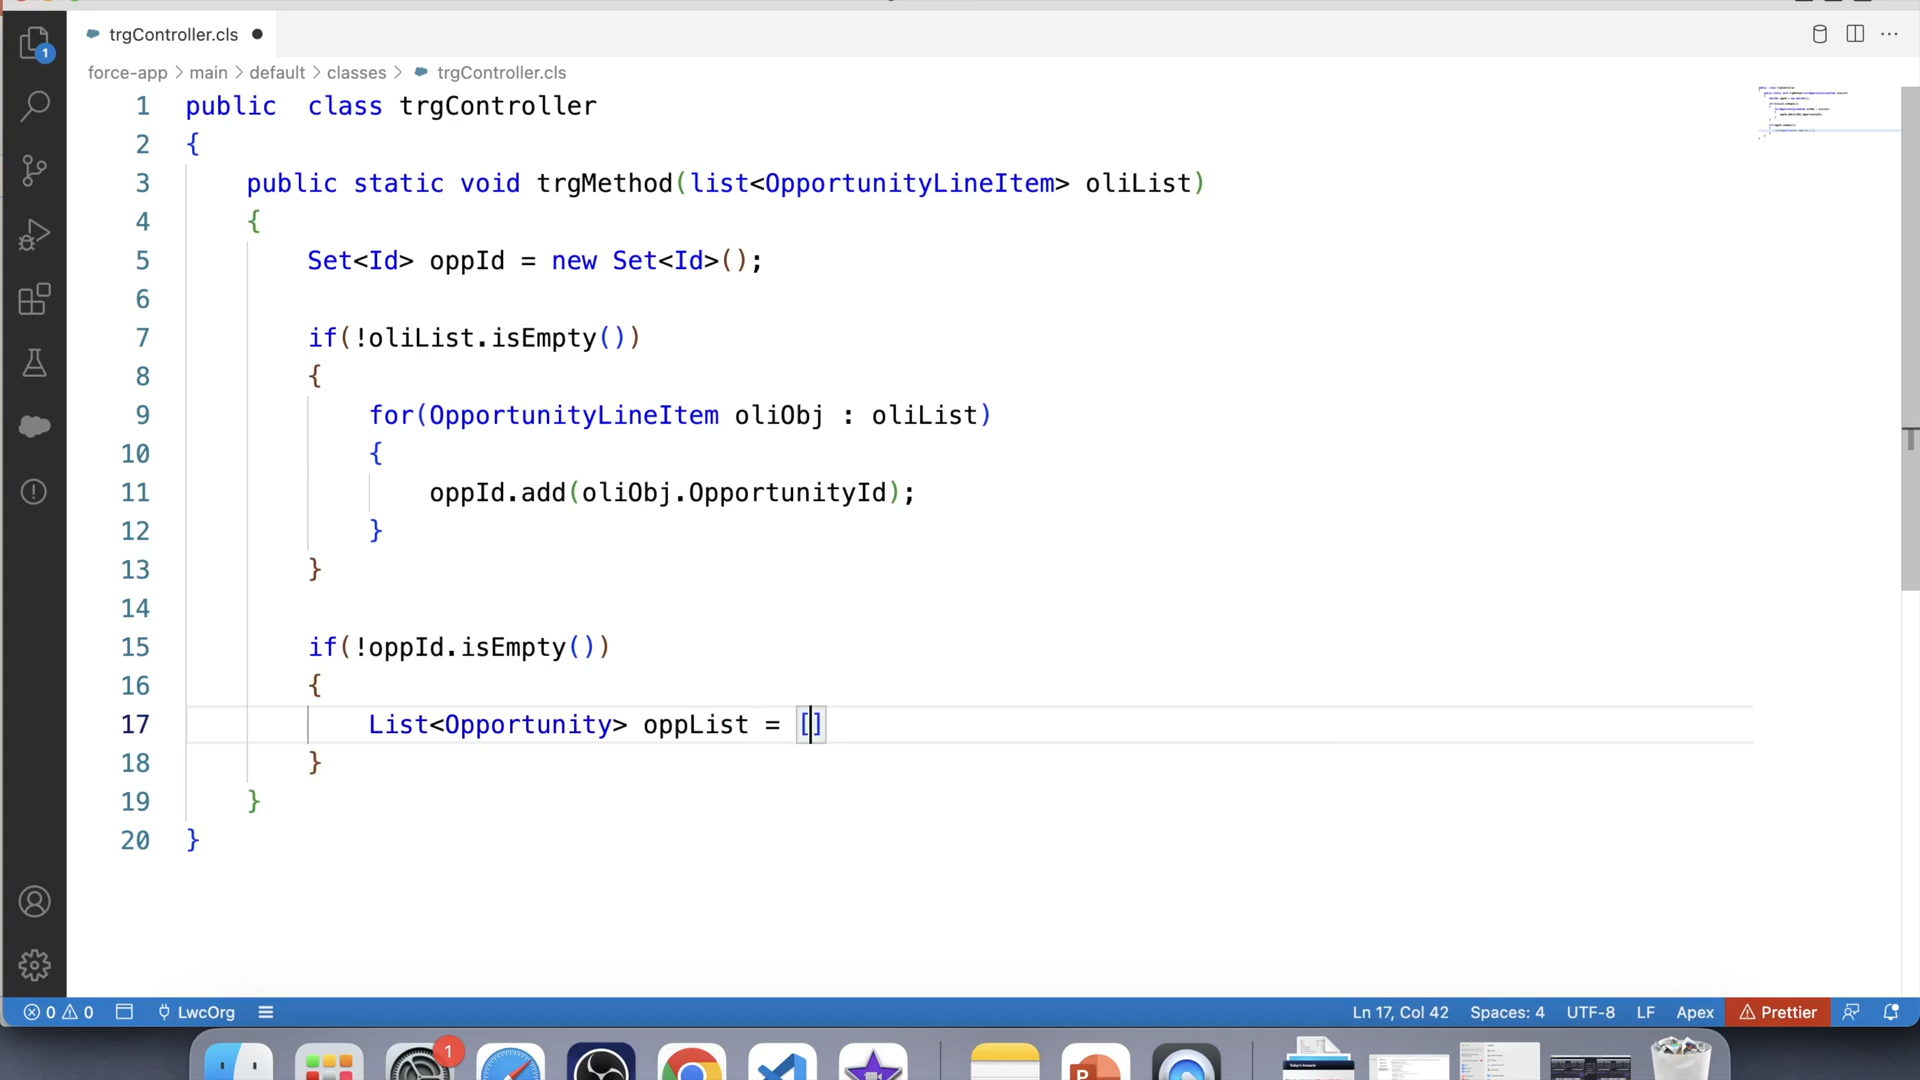 trgController.cls
1
force-app > main > default > classes > trgController.cls
1 public  class trgController
2 {
3 public static void trgMethod(list<OpportunityLineItem> oliList)
4 {
5 Set<Id> oppId = new Set<Id>();
6
7 if(!oliList.isEmpty())
8 {
9 for(OpportunityLineItem oliObj : oliList)
10 {
11 oppId.add(oliObj.OpportunityId);
12 }
13 }
14
15 if(!oppId.isEmpty())
16 {
17 List<Opportunity> oppList = []
18 }
19 }
20 }
0 0 LwcOrg Ln 17, Col 42 Spaces: 4 UTF-8 LF Apex Prettier
1
P